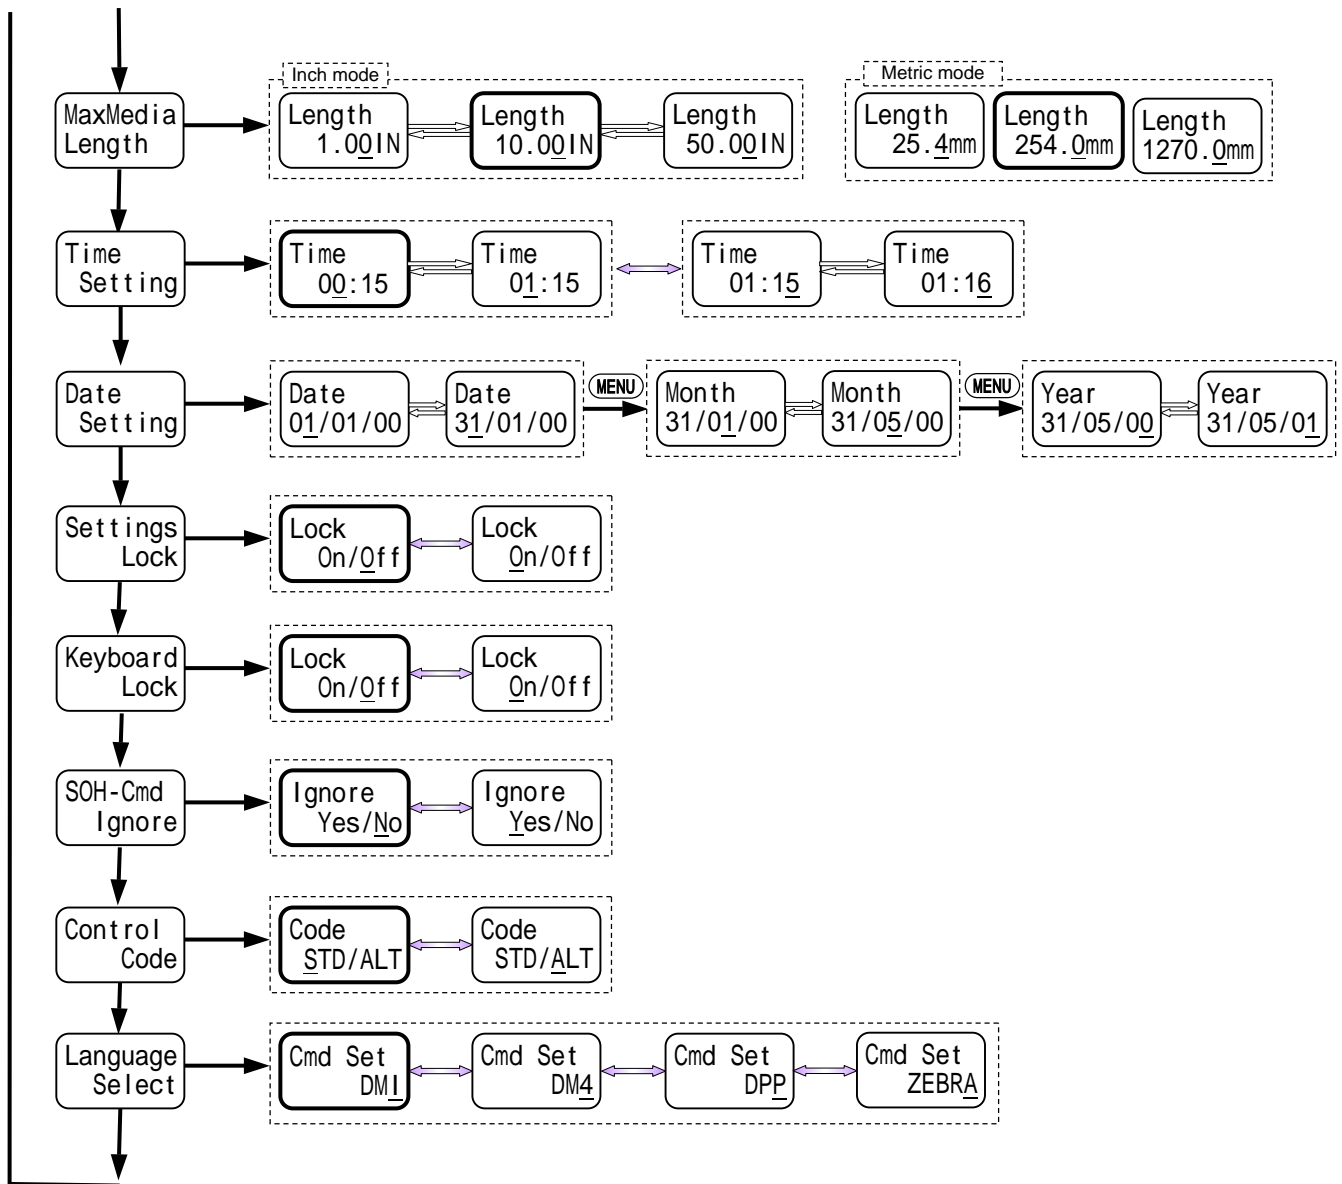 Inch mode
Metric mode
MaxMedia
Length
Length
1.00IN
Length
10.00IN
Length
50.00IN
Length
25.4mm
Length
254.0mm
Length
1270.0mm
Time
Setting
Time
00:15
Time
01:15
Time
01:15
Time
01:16
Date
Setting
Date
01/01/00
Date
31/01/00
MENU
Month
31/01/00
Month
31/05/00
MENU
Year
31/05/00
Year
31/05/01
Settings
Lock
Lock
On/Off
Lock
On/Off
Keyboard
Lock
Lock
On/Off
Lock
On/Off
SOH-Cmd
Ignore
Ignore
Yes/No
Ignore
Yes/No
Control
Code
Code
STD/ALT
Code
STD/ALT
Language
Select
Cmd Set
DMI
Cmd Set
DM4
Cmd Set
DPP
Cmd Set
ZEBRA